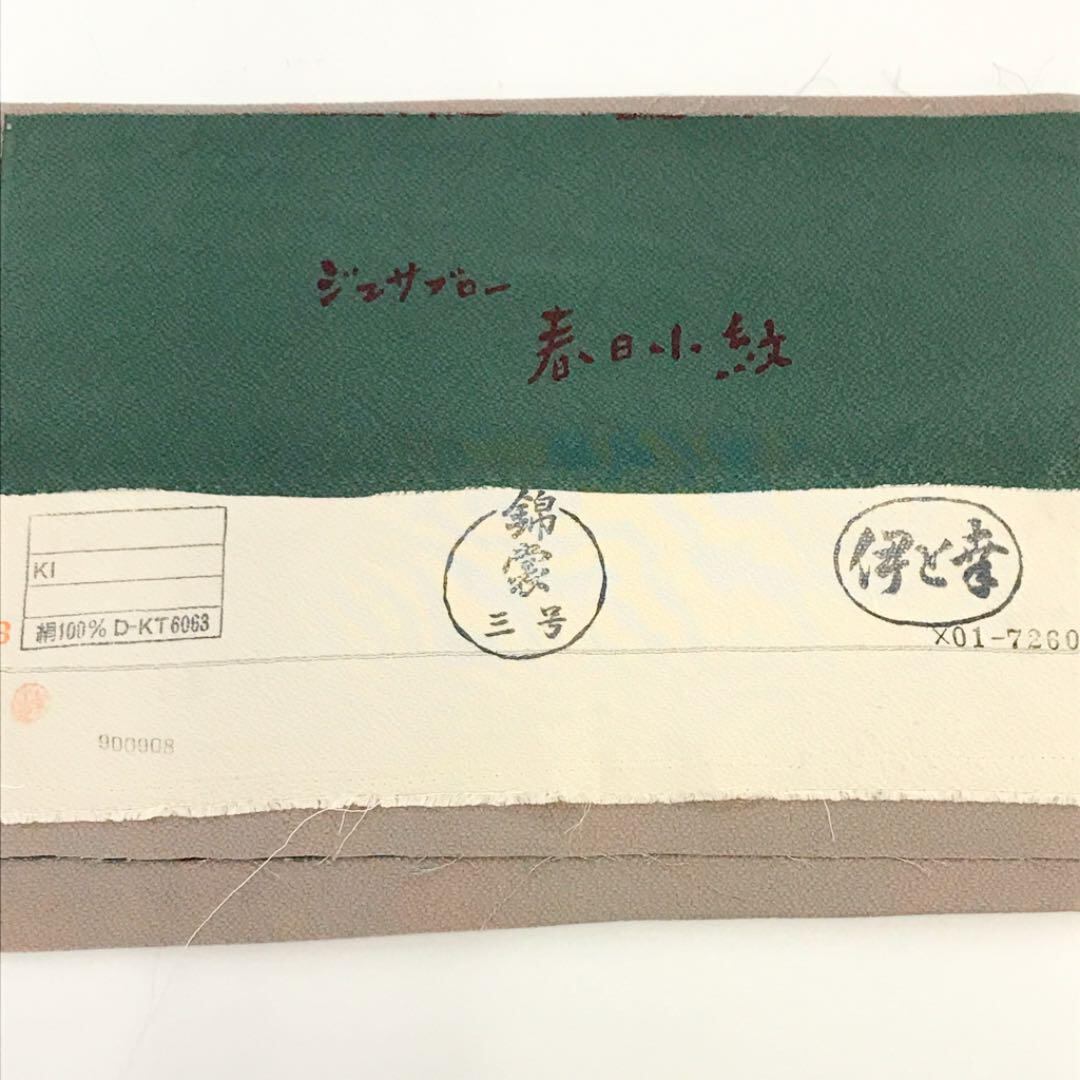 ジュサブロー
春日小紋
錦
裳
三号
伊と幸
KI
絹100% D-KT6063
X01-7260
900908